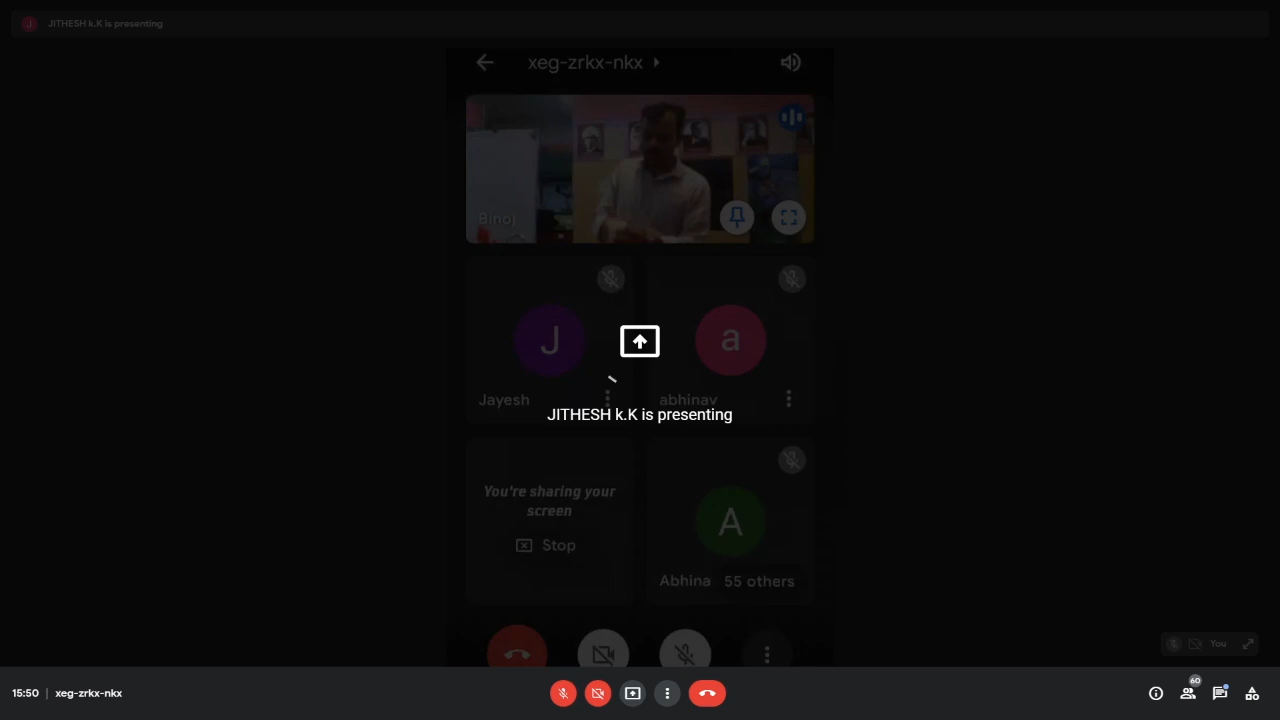 J JITHESH k.K is presenting
xeg-zrkx-nkx
Binoj
J
a
Jayesh
abhinav
JITHESH k.K is presenting
You're sharing your
screen
Stop
A
Abhina 55 others
You
15:50 | xeg-zrkx-nkx
60